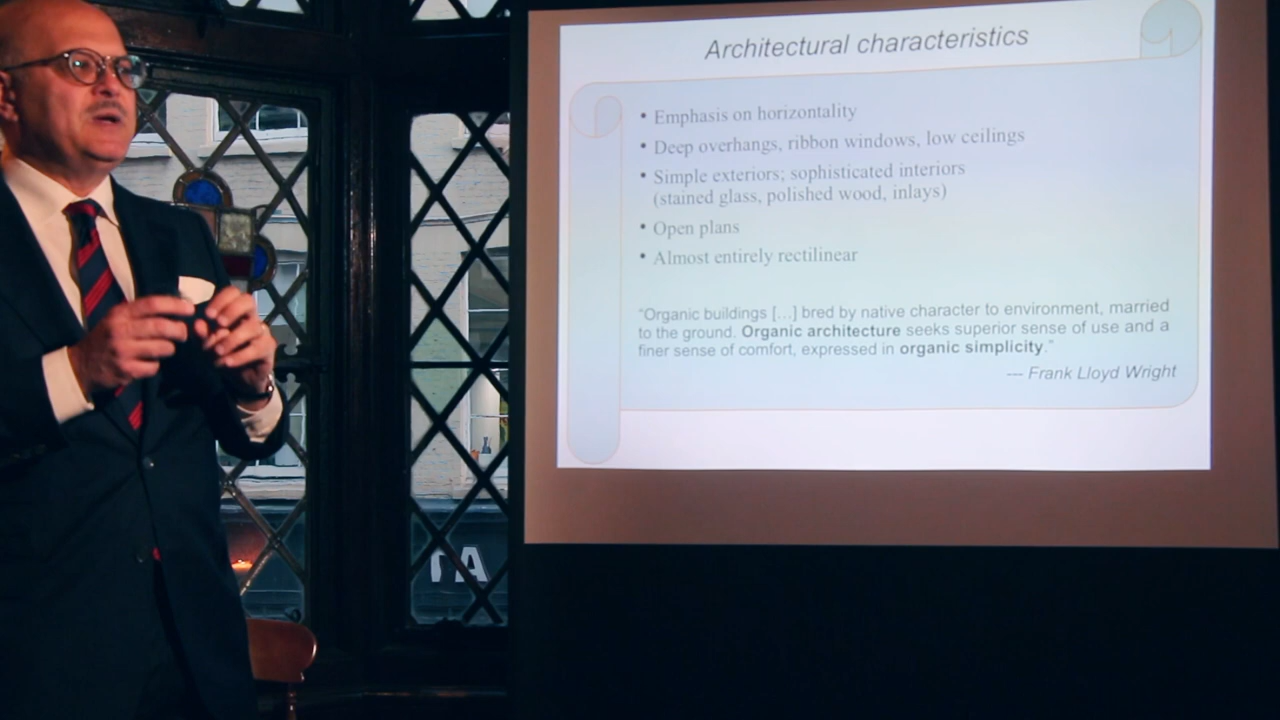 Architectural characteristics
• Emphasis on horizontality
• Deep overhangs, ribbon windows, low ceilings
• Simple exteriors; sophisticated interiors
(stained glass, polished wood, inlays)
• Open plans
• Almost entirely rectilinear
“Organic buildings […] bred by native character to environment, married
to the ground. Organic architecture seeks superior sense of use and a
finer sense of comfort, expressed in organic simplicity.”
--- Frank Lloyd Wright